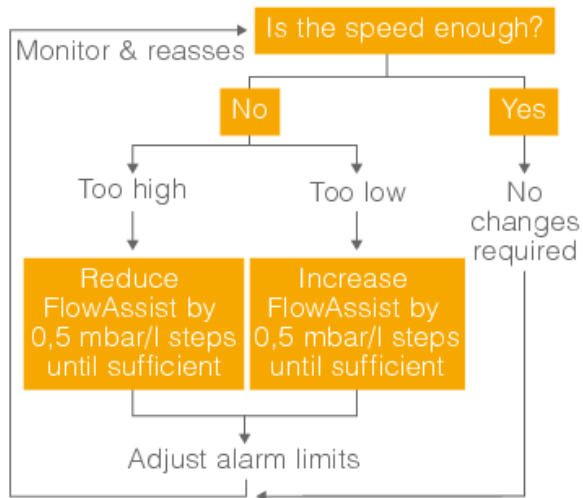 Is the speed enough?
Monitor & reasses
No
Yes
Too high
Too low
No
changes
required
Reduce
FlowAssist by
0,5 mbar/l steps
until sufficient
Increase
FlowAssist by
0,5 mbar/l steps
until sufficient
Adjust alarm limits